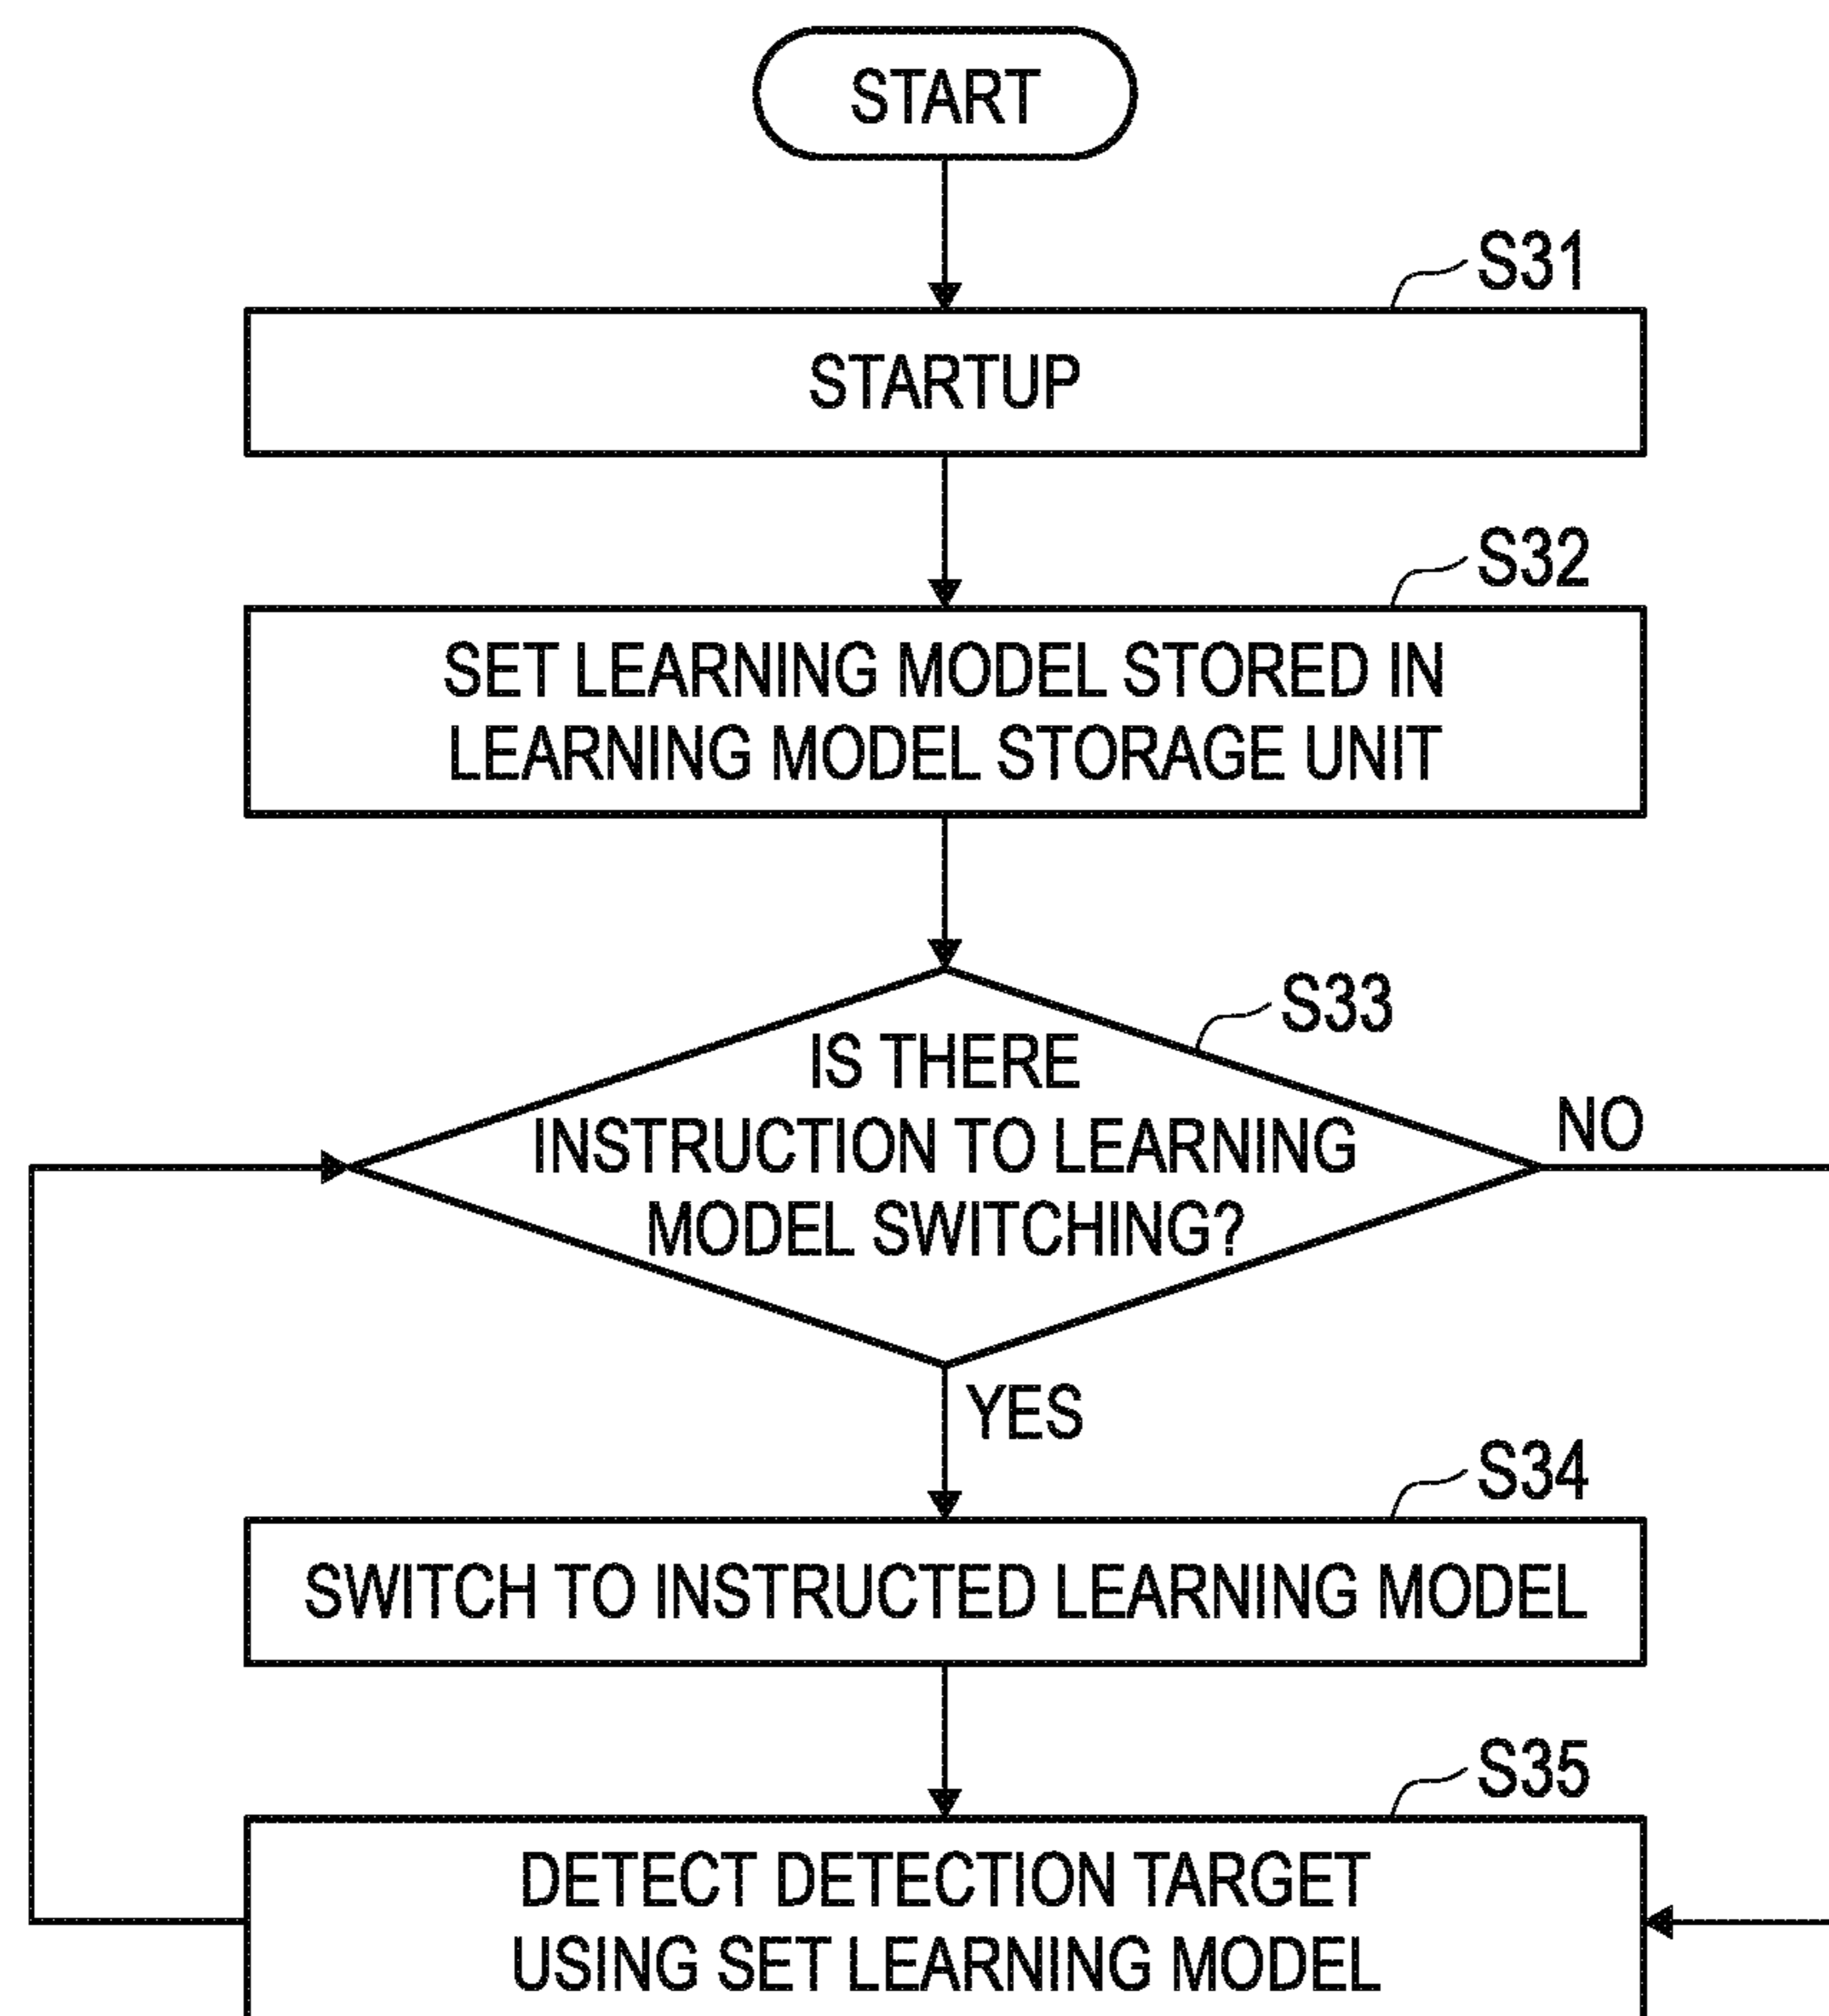 START
S31
STARTUP
S32
SET LEARNING MODEL STORED IN
LEARNING MODEL STORAGE UNIT
S33
IS THERE
INSTRUCTION TO LEARNING
MODEL SWITCHING?
NO
YES
S34
SWITCH TO INSTRUCTED LEARNING MODEL
S35
DETECT DETECTION TARGET
USING SET LEARNING MODEL